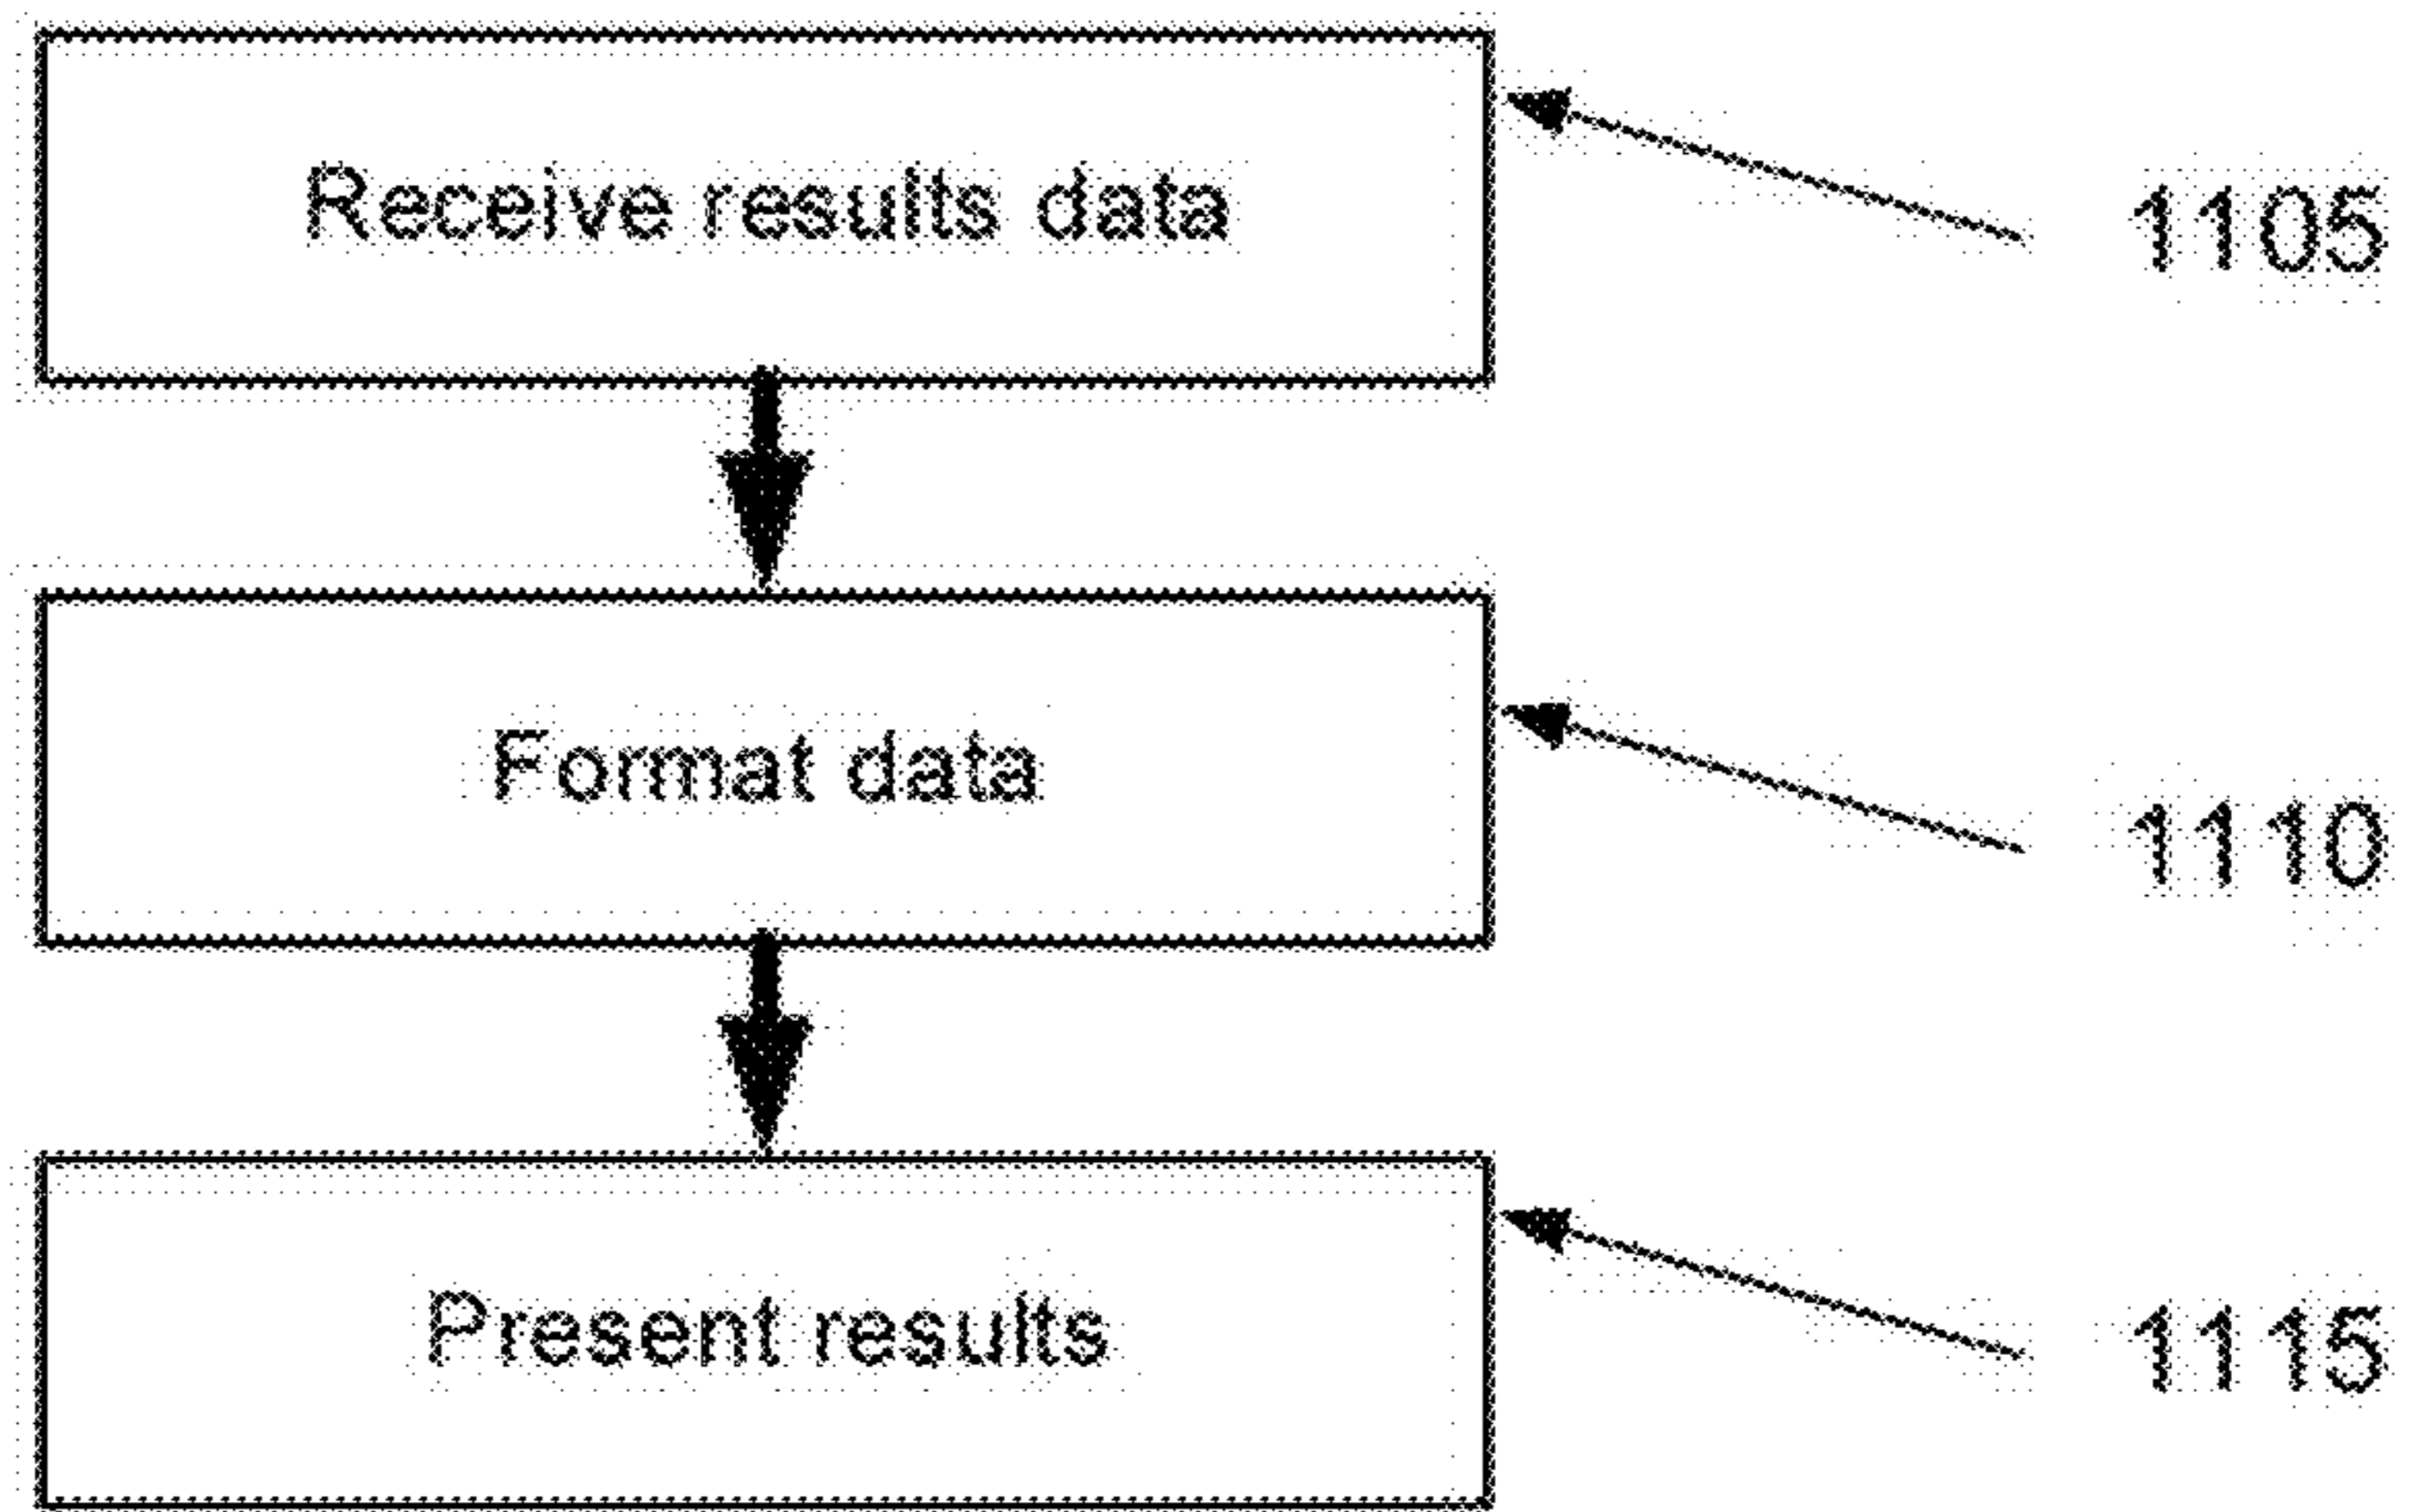 Receive results data
1105
Format data
1110
Present results
1115